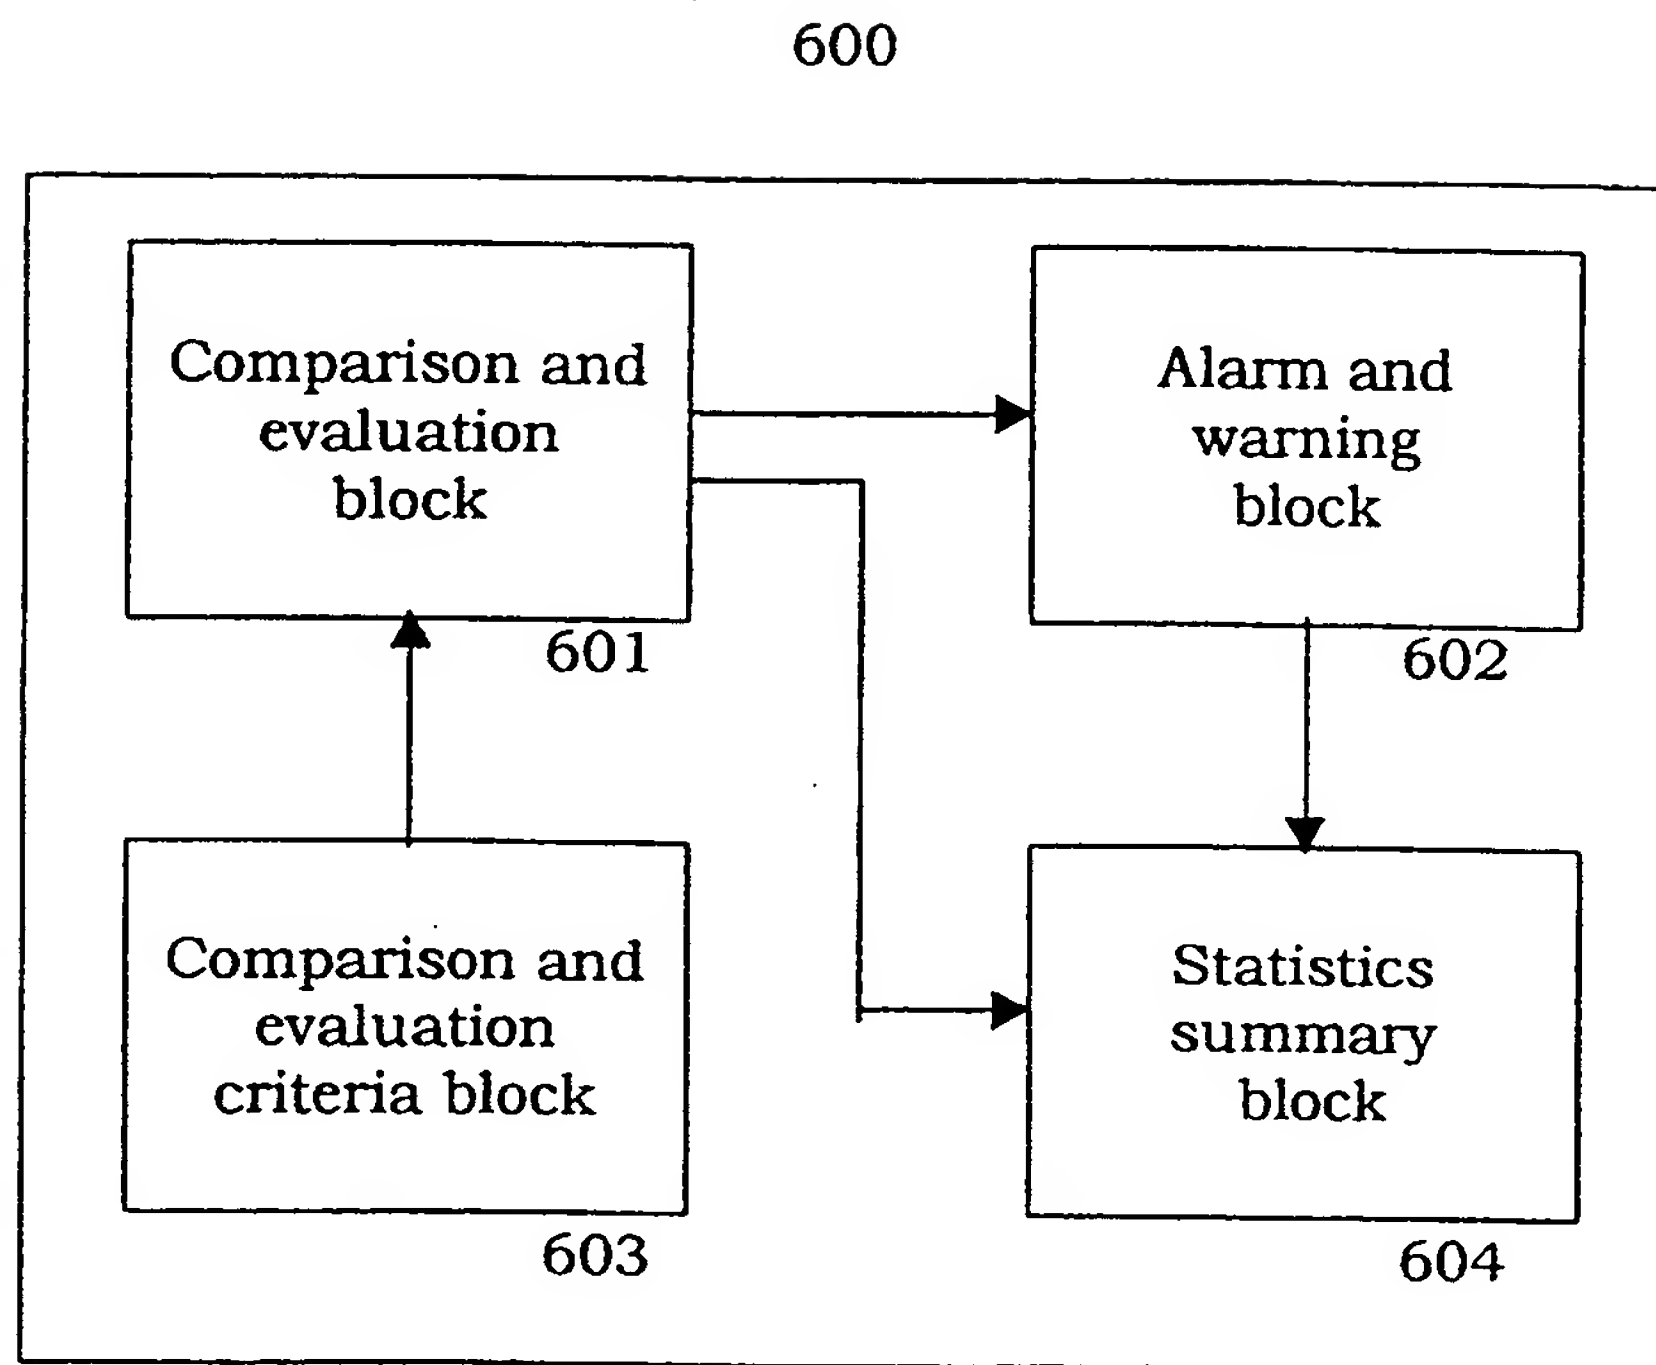 600
Comparison and
evaluation
block
601
Alarm and
warning
block
602
Comparison and
evaluation
criteria block
603
Statistics
summary
block
604